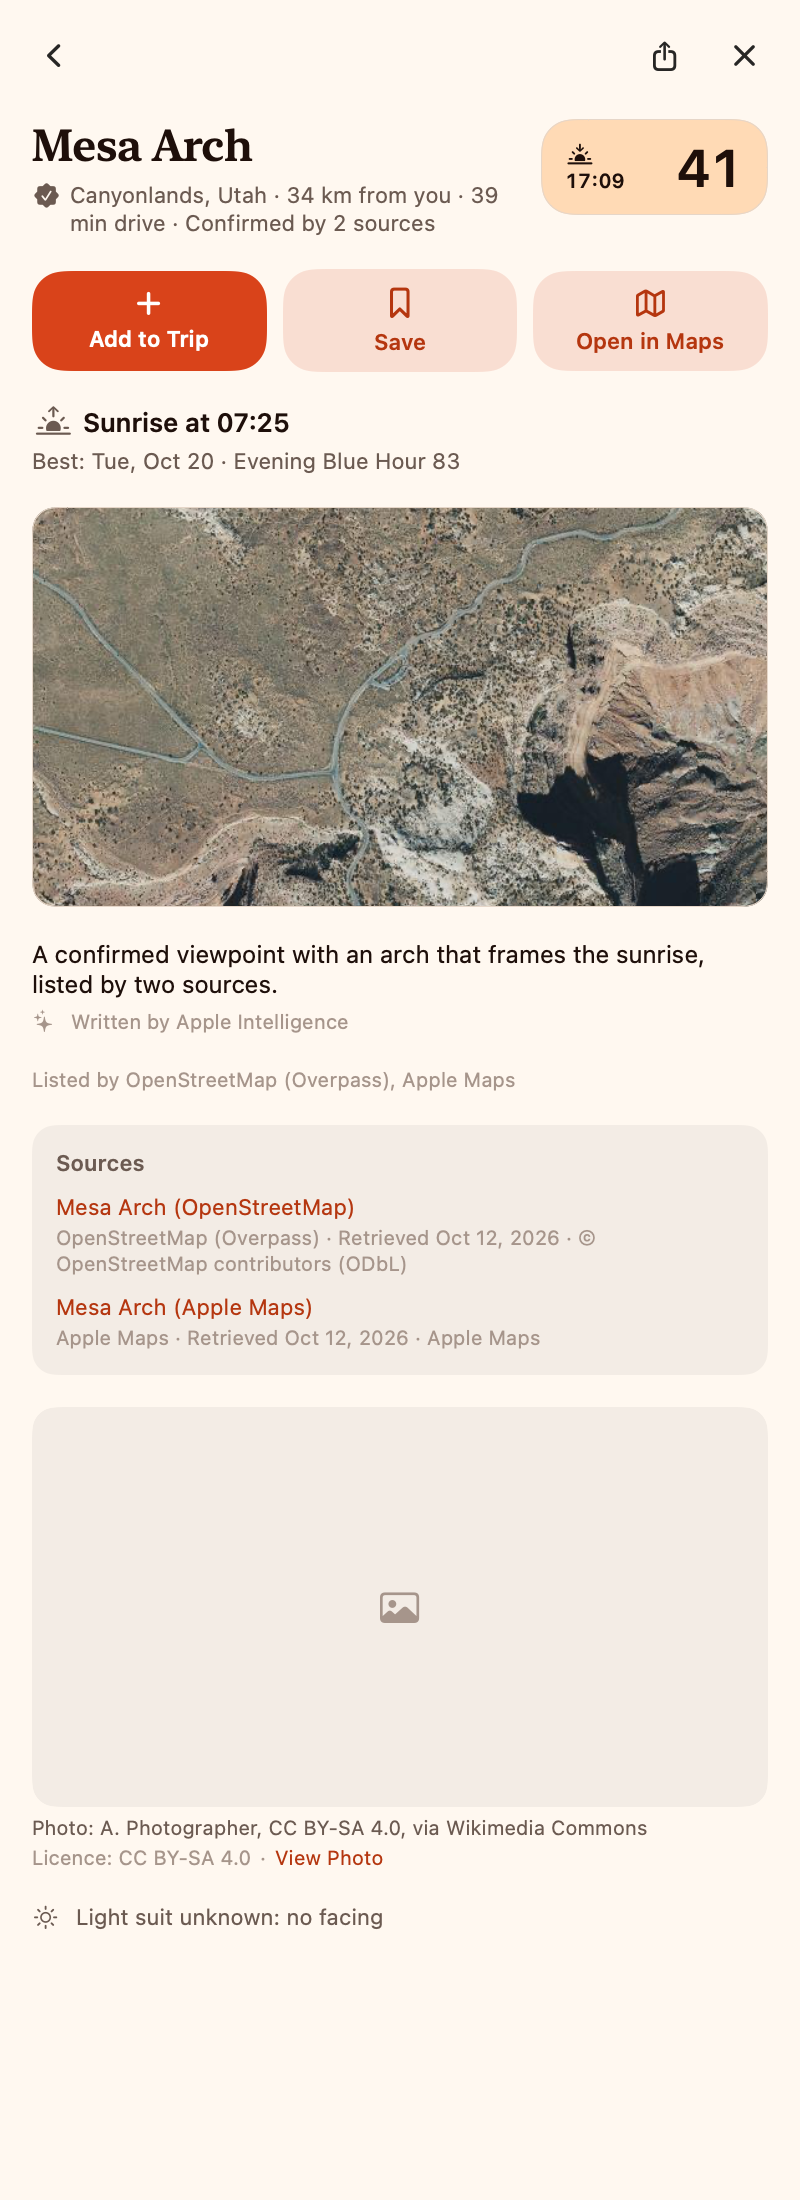 Mesa Arch
Canyonlands, Utah · 34 km from you · 39
min drive · Confirmed by 2 sources
17:09
41
Add to Trip
Save
Open in Maps
Sunrise at 07:25
Best: Tue, Oct 20 · Evening Blue Hour 83
A confirmed viewpoint with an arch that frames the sunrise,
listed by two sources.
Written by Apple Intelligence
Listed by OpenStreetMap (Overpass), Apple Maps
Sources
Mesa Arch (OpenStreetMap)
OpenStreetMap (Overpass) · Retrieved Oct 12, 2026 · ©
OpenStreetMap contributors (ODbL)
Mesa Arch (Apple Maps)
Apple Maps · Retrieved Oct 12, 2026 · Apple Maps
Photo: A. Photographer, CC BY-SA 4.0, via Wikimedia Commons
Licence: CC BY-SA 4.0 · View Photo
Light suit unknown: no facing